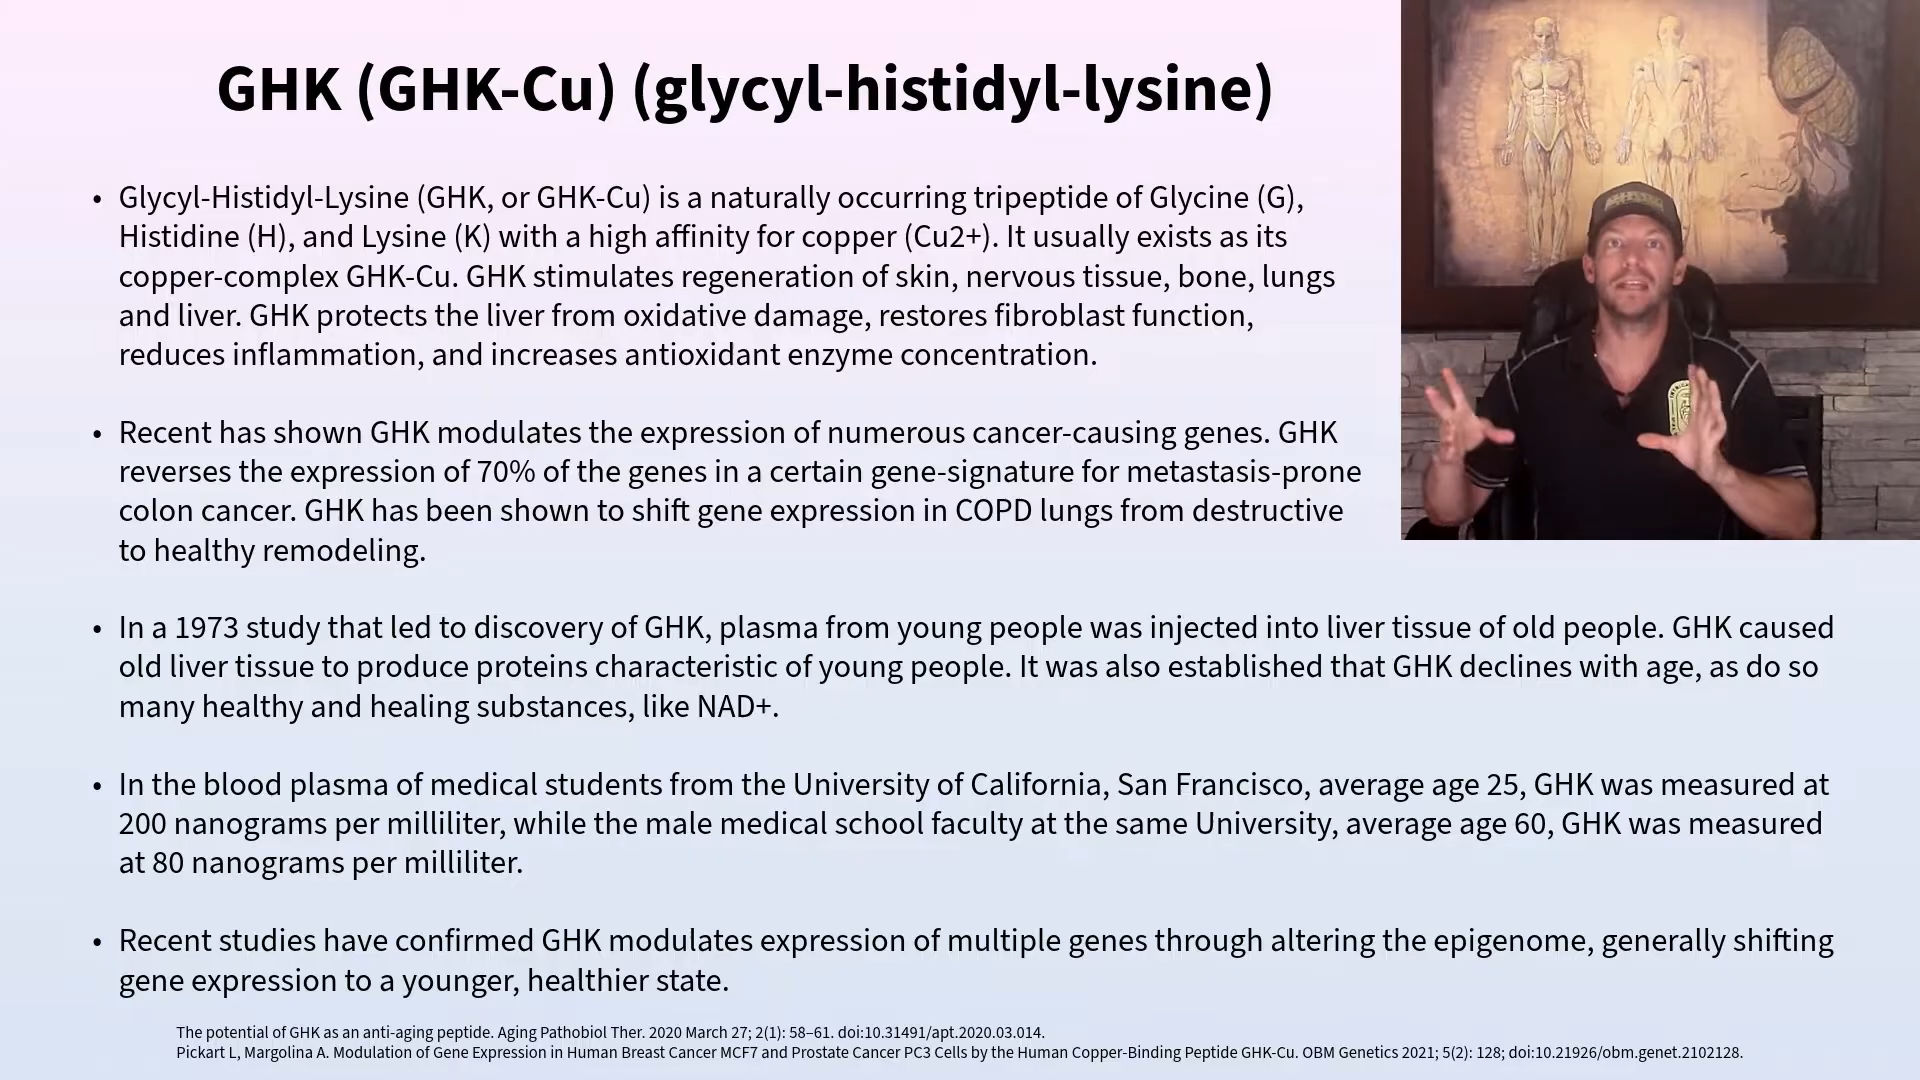 GHK (GHK-Cu) (glycyl-histidyl-lysine)
• Glycyl-Histidyl-Lysine (GHK, or GHK-Cu) is a naturally occurring tripeptide of Glycine (G),
Histidine (H), and Lysine (K) with a high affinity for copper (Cu2+). It usually exists as its
copper-complex GHK-Cu. GHK stimulates regeneration of skin, nervous tissue, bone, lungs
and liver. GHK protects the liver from oxidative damage, restores fibroblast function,
reduces inflammation, and increases antioxidant enzyme concentration.
• Recent has shown GHK modulates the expression of numerous cancer-causing genes. GHK
reverses the expression of 70% of the genes in a certain gene-signature for metastasis-prone
colon cancer. GHK has been shown to shift gene expression in COPD lungs from destructive
to healthy remodeling.
• In a 1973 study that led to discovery of GHK, plasma from young people was injected into liver tissue of old people. GHK caused
old liver tissue to produce proteins characteristic of young people. It was also established that GHK declines with age, as do so
many healthy and healing substances, like NAD+.
• In the blood plasma of medical students from the University of California, San Francisco, average age 25, GHK was measured at
200 nanograms per milliliter, while the male medical school faculty at the same University, average age 60, GHK was measured
at 80 nanograms per milliliter.
• Recent studies have confirmed GHK modulates expression of multiple genes through altering the epigenome, generally shifting
gene expression to a younger, healthier state.
The potential of GHK as an anti-aging peptide. Aging Pathobiol Ther. 2020 March 27; 2(1): 58–61. doi:10.31491/apt.2020.03.014.
Pickart L, Margolina A. Modulation of Gene Expression in Human Breast Cancer MCF7 and Prostate Cancer PC3 Cells by the Human Copper-Binding Peptide GHK-Cu. OBM Genetics 2021; 5(2): 128; doi:10.21926/obm.genet.2102128.